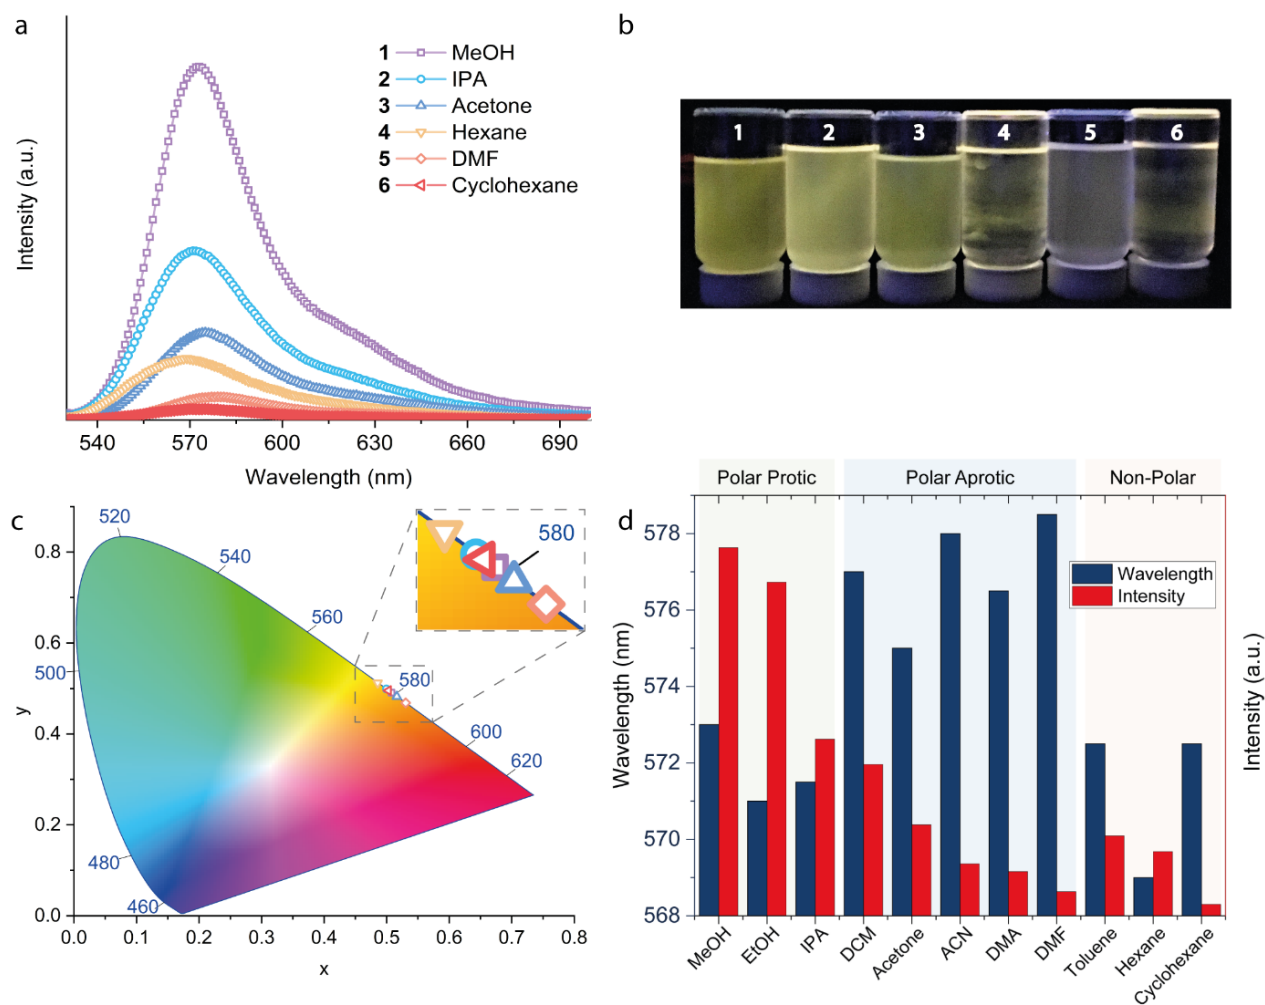 a
1 MeOH
2 IPA
3 Acetone
4 Hexane
5 DMF
6 Cyclohexane
Intensity (a.u.)
540 570 600 630 660 690
Wavelength (nm)
b
1 2 3 4 5 6
c
520
540
560
580
500
580
600
620
480
460
0.8
0.6
0.4
0.2
0.0
y
0.0 0.1 0.2 0.3 0.4 0.5 0.6 0.7 0.8
x
d
Polar Protic Polar Aprotic Non-Polar
Wavelength
Intensity
578
576
574
572
570
568
Wavelength (nm)
Intensity (a.u.)
MeOH EtOH IPA DCM Acetone ACN DMA DMF Toluene Hexane Cyclohexane